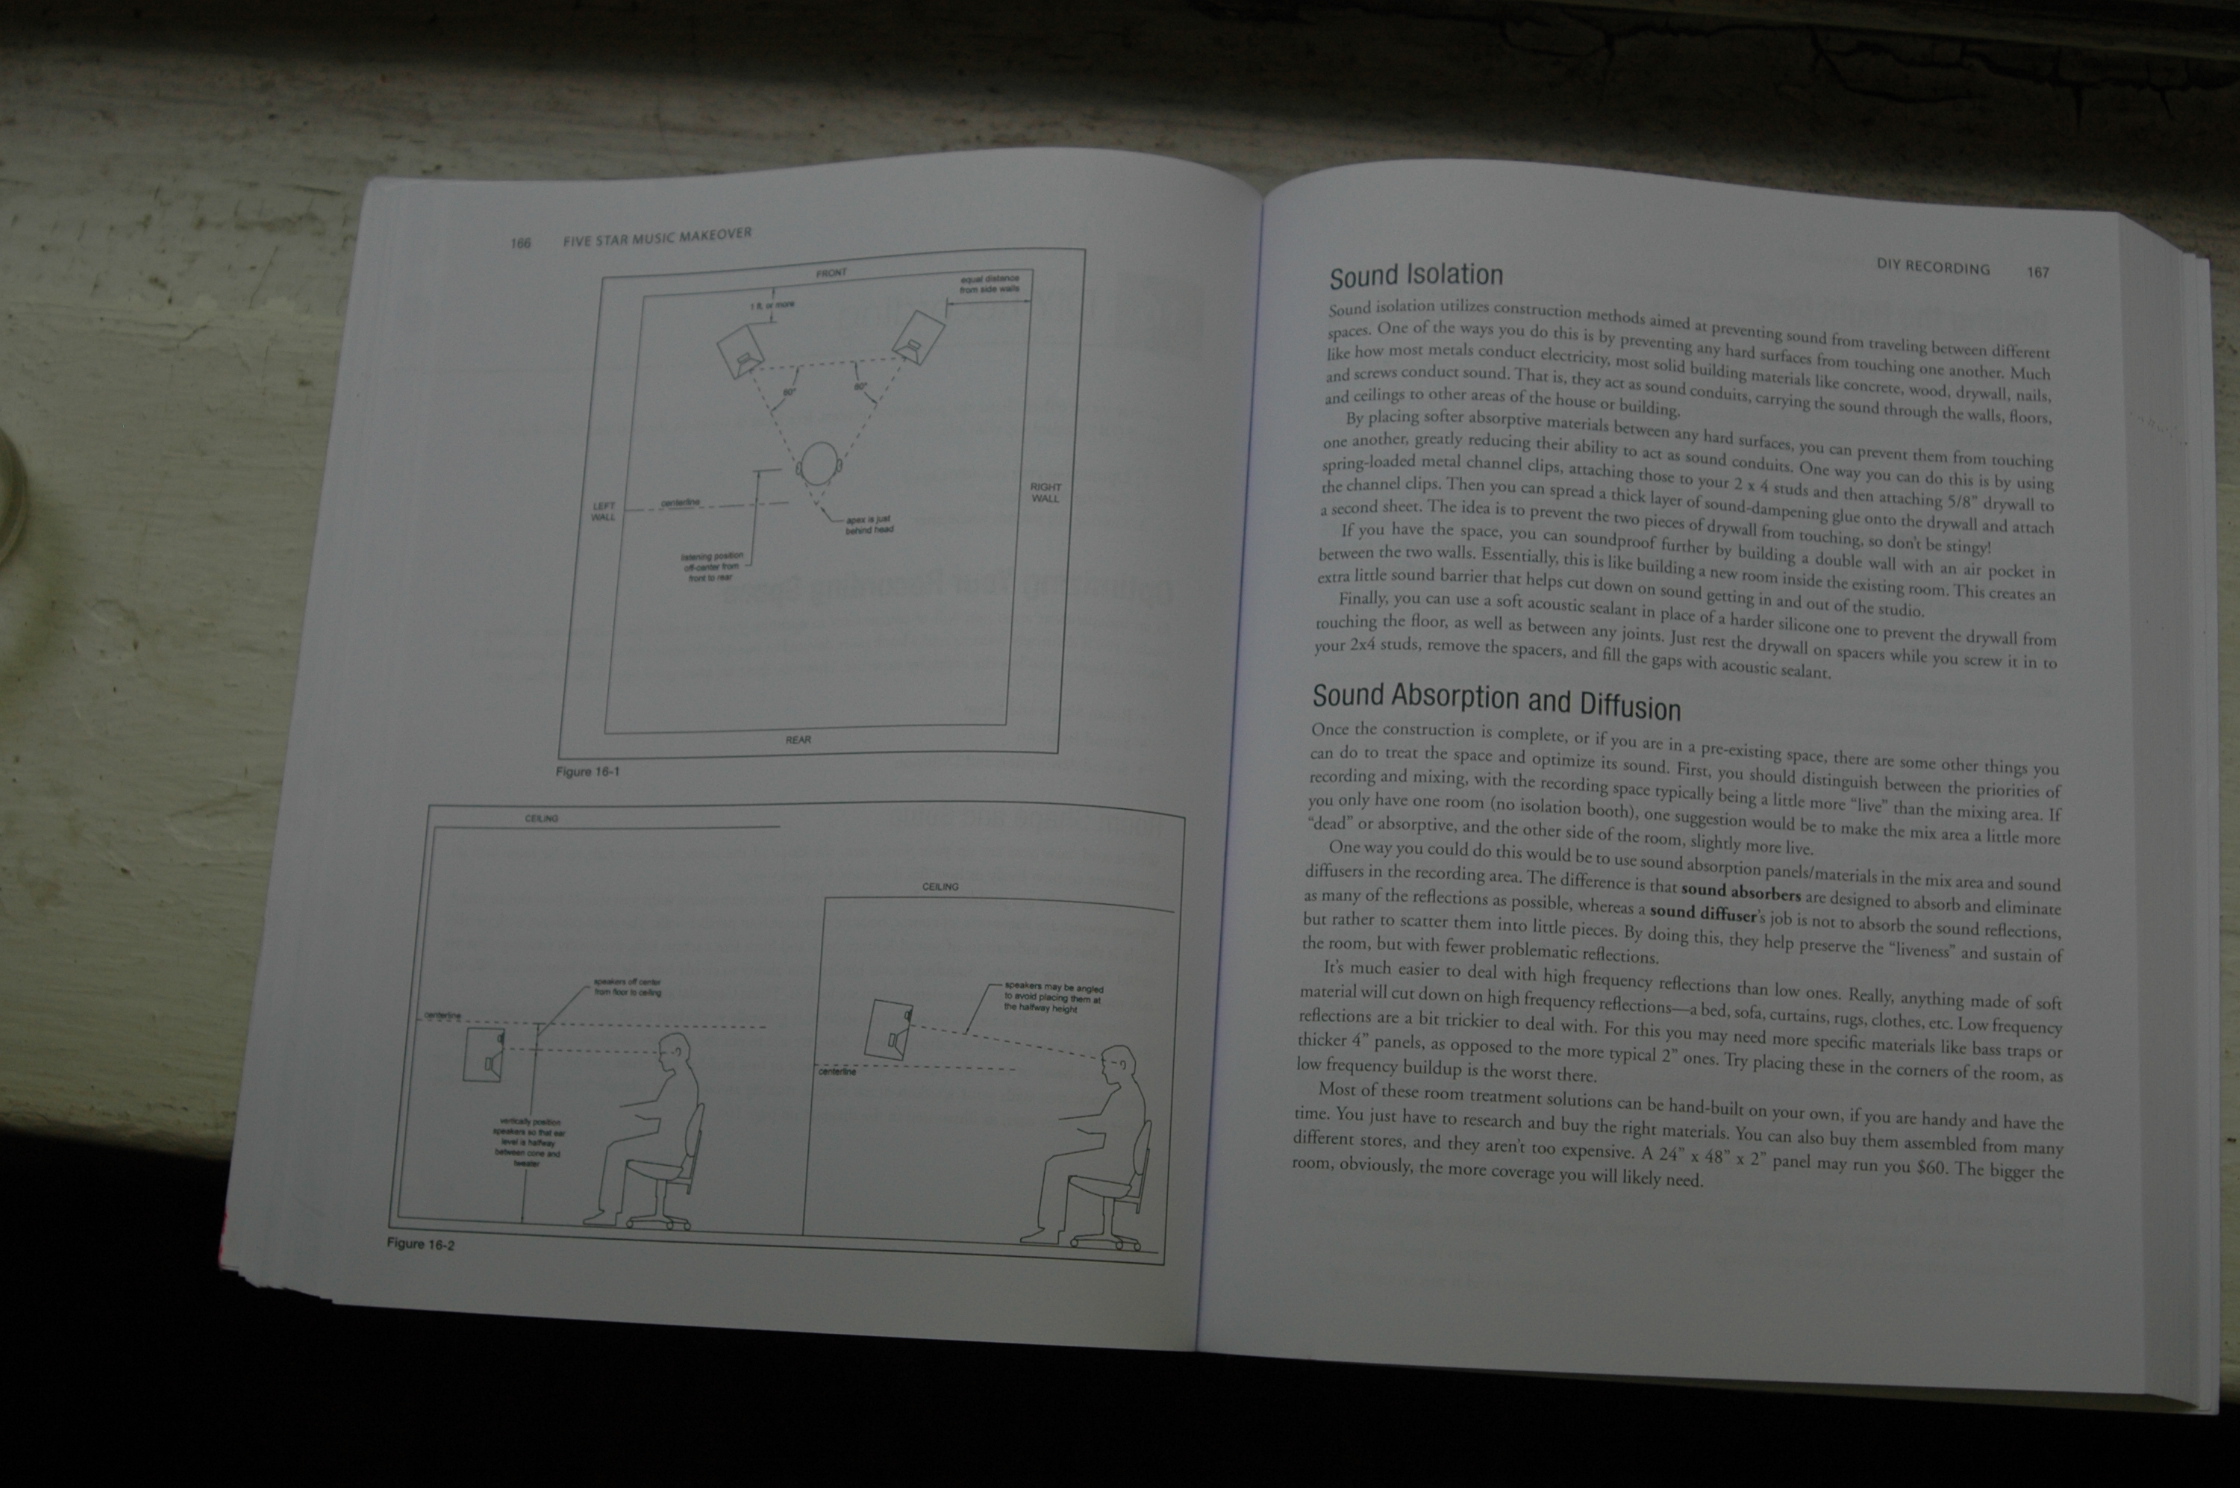 166 FIVE STAR MUSIC MAKEOVER
FRONT
1 ft. or more
equal distance
from side walls
60°
60°
LEFT
WALL
centerline
RIGHT
WALL
apex is just
behind head
listening position
off-center from
front to rear
REAR
Figure 16-1
CEILING
speakers off center
from floor to ceiling
centerline
vertically position
speakers so that ear
level is halfway
between cone and
tweeter
CEILING
speakers may be angled
to avoid placing them at
the halfway height
centerline
Figure 16-2
DIY RECORDING 167
Sound Isolation
Sound isolation utilizes construction methods aimed at preventing sound from traveling between different
spaces. One of the ways you do this is by preventing any hard surfaces from touching one another. Much
like how most metals conduct electricity, most solid building materials like concrete, wood, drywall, nails,
and screws conduct sound. That is, they act as sound conduits, carrying the sound through the walls, floors,
and ceilings to other areas of the house or building.
By placing softer absorptive materials between any hard surfaces, you can prevent them from touching
one another, greatly reducing their ability to act as sound conduits. One way you can do this is by using
spring-loaded metal channel clips, attaching those to your 2 x 4 studs and then attaching 5/8" drywall to
the channel clips. Then you can spread a thick layer of sound-dampening glue onto the drywall and attach
a second sheet. The idea is to prevent the two pieces of drywall from touching, so don't be stingy!
If you have the space, you can soundproof further by building a double wall with an air pocket in
between the two walls. Essentially, this is like building a new room inside the existing room. This creates an
extra little sound barrier that helps cut down on sound getting in and out of the studio.
Finally, you can use a soft acoustic sealant in place of a harder silicone one to prevent the drywall from
touching the floor, as well as between any joints. Just rest the drywall on spacers while you screw it in to
your 2x4 studs, remove the spacers, and fill the gaps with acoustic sealant.
Sound Absorption and Diffusion
Once the construction is complete, or if you are in a pre-existing space, there are some other things you
can do to treat the space and optimize its sound. First, you should distinguish between the priorities of
recording and mixing, with the recording space typically being a little more "live" than the mixing area. If
you only have one room (no isolation booth), one suggestion would be to make the mix area a little more
"dead" or absorptive, and the other side of the room, slightly more live.
One way you could do this would be to use sound absorption panels/materials in the mix area and sound
diffusers in the recording area. The difference is that sound absorbers are designed to absorb and eliminate
as many of the reflections as possible, whereas a sound diffuser's job is not to absorb the sound reflections,
but rather to scatter them into little pieces. By doing this, they help preserve the "liveness" and sustain of
the room, but with fewer problematic reflections.
It's much easier to deal with high frequency reflections than low ones. Really, anything made of soft
material will cut down on high frequency reflections—a bed, sofa, curtains, rugs, clothes, etc. Low frequency
reflections are a bit trickier to deal with. For this you may need more specific materials like bass traps or
thicker 4" panels, as opposed to the more typical 2" ones. Try placing these in the corners of the room, as
low frequency buildup is the worst there.
Most of these room treatment solutions can be hand-built on your own, if you are handy and have the
time. You just have to research and buy the right materials. You can also buy them assembled from many
different stores, and they aren't too expensive. A 24" x 48" x 2" panel may run you $60. The bigger the
room, obviously, the more coverage you will likely need.